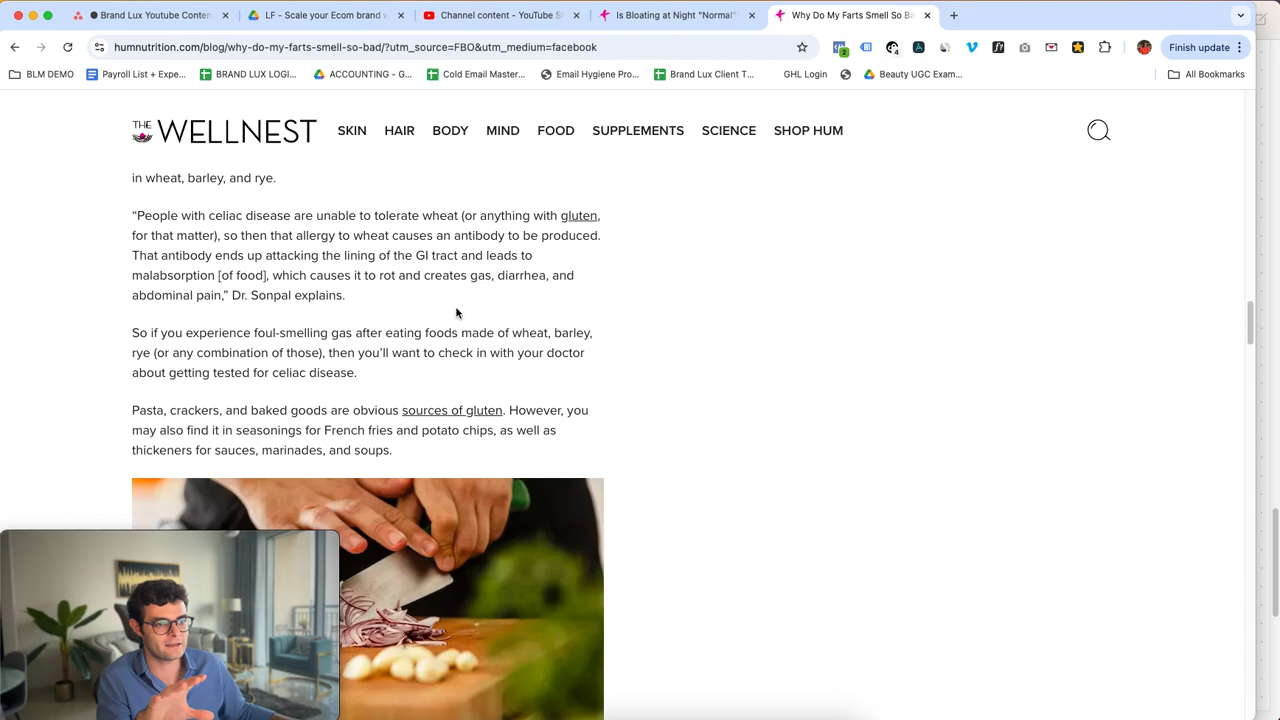 Brand Lux Youtube Conten
LF - Scale your Ecom brand w
Channel content - YouTube S
Is Bloating at Night "Normal"
Why Do My Farts Smell So Ba
humnutrition.com/blog/why-do-my-farts-smell-so-bad/?utm_source=FBO&utm_medium=facebook
Finish update
BLM DEMO
Payroll List + Expe...
BRAND LUX LOGI...
ACCOUNTING - G...
Cold Email Master...
Email Hygiene Pro...
Brand Lux Client T...
GHL Login
Beauty UGC Exam...
All Bookmarks
THE WELLNEST
SKIN HAIR BODY MIND FOOD SUPPLEMENTS SCIENCE SHOP HUM
in wheat, barley, and rye.
“People with celiac disease are unable to tolerate wheat (or anything with gluten,
for that matter), so then that allergy to wheat causes an antibody to be produced.
That antibody ends up attacking the lining of the GI tract and leads to
malabsorption [of food], which causes it to rot and creates gas, diarrhea, and
abdominal pain,” Dr. Sonpal explains.
So if you experience foul-smelling gas after eating foods made of wheat, barley,
rye (or any combination of those), then you’ll want to check in with your doctor
about getting tested for celiac disease.
Pasta, crackers, and baked goods are obvious sources of gluten. However, you
may also find it in seasonings for French fries and potato chips, as well as
thickeners for sauces, marinades, and soups.